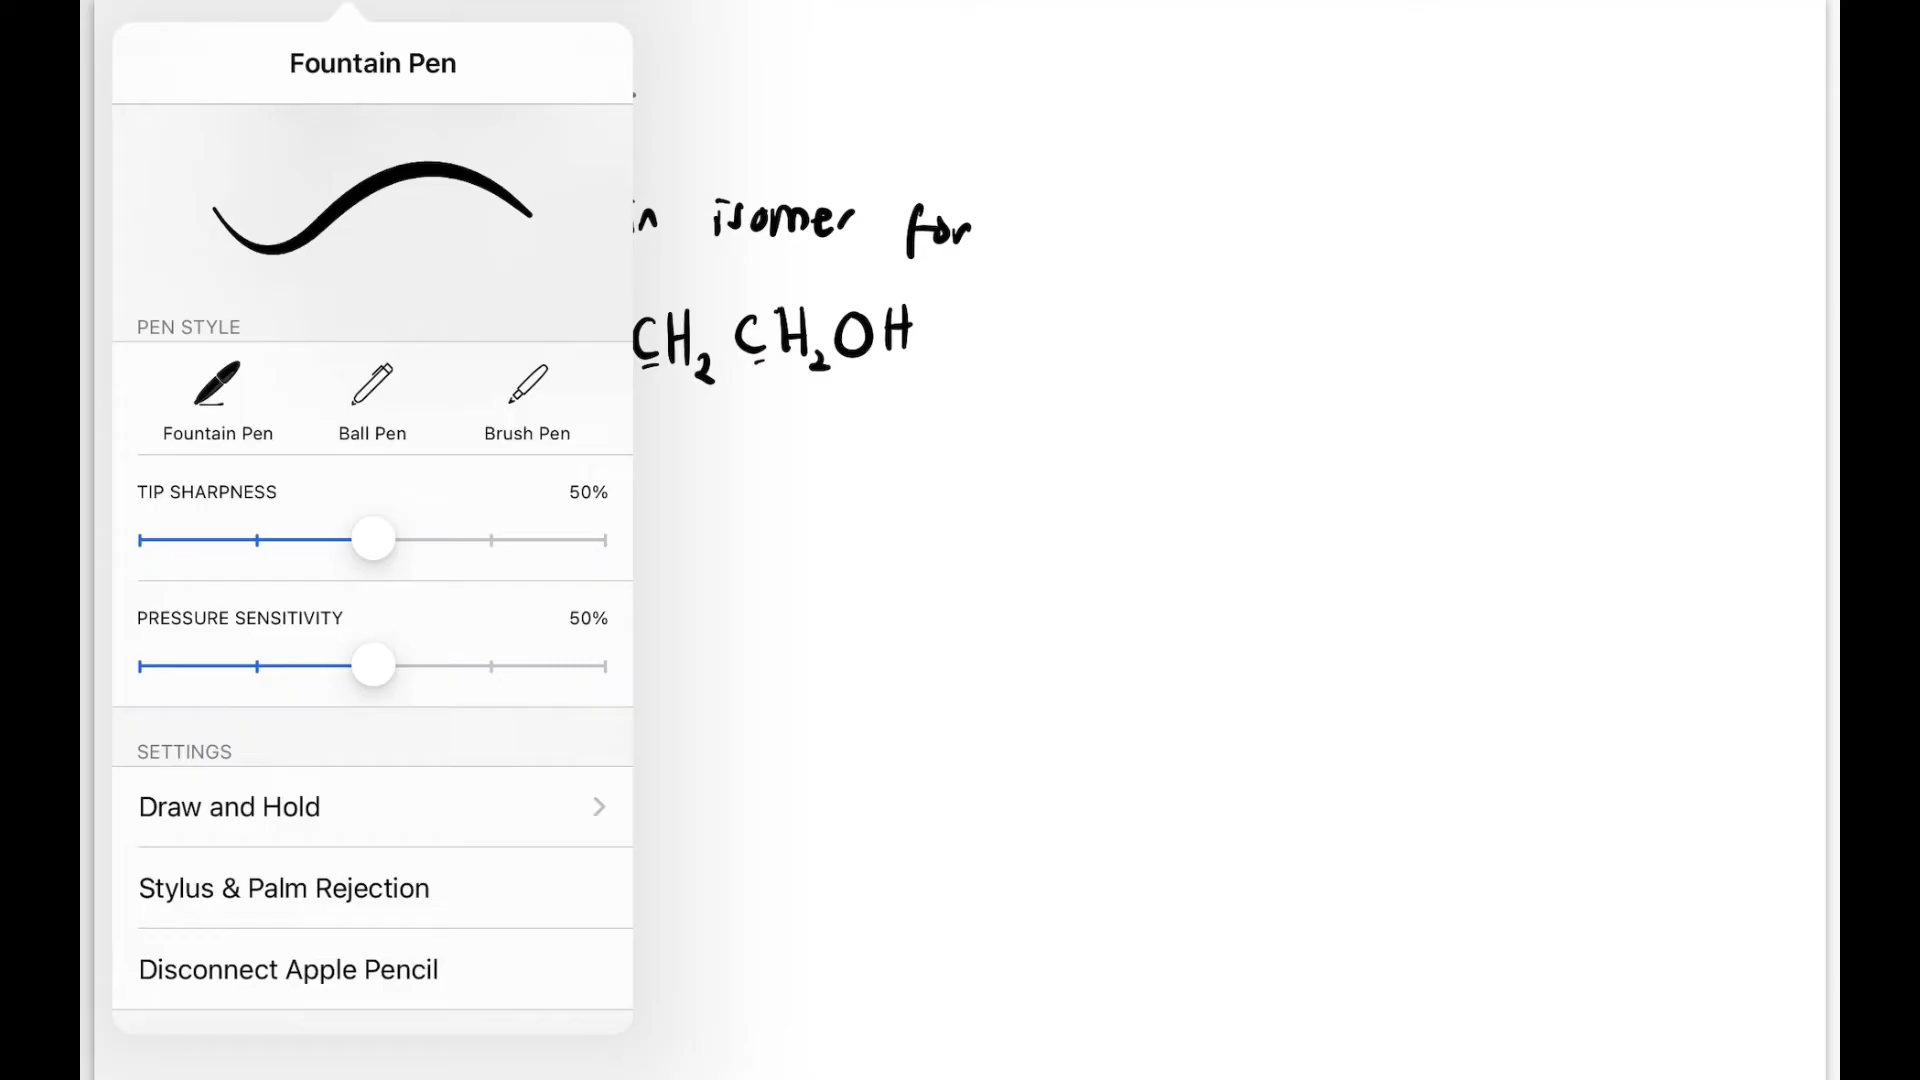 Fountain Pen
isomer for
CH₂ CH₂OH
PEN STYLE
Fountain Pen Ball Pen Brush Pen
TIP SHARPNESS 50%
PRESSURE SENSITIVITY 50%
SETTINGS
Draw and Hold
Stylus & Palm Rejection
Disconnect Apple Pencil